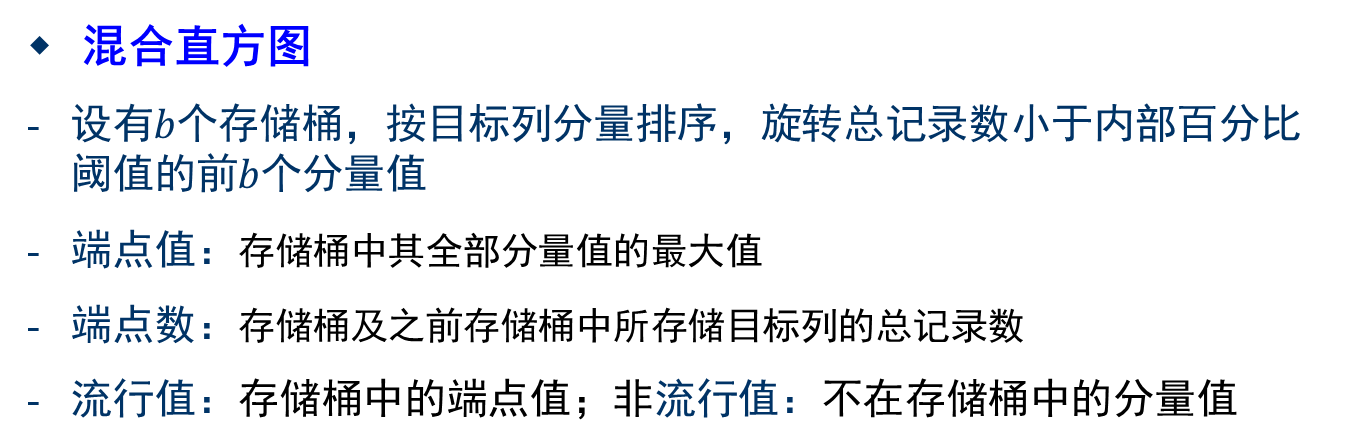 ◆ 混合直方图
- 设有b个存储桶，按目标列分量排序，旋转总记录数小于内部百分比
阈值的前b个分量值
- 端点值：存储桶中其全部分量值的最大值
- 端点数：存储桶及之前存储桶中所存储目标列的总记录数
- 流行值：存储桶中的端点值；非流行值：不在存储桶中的分量值